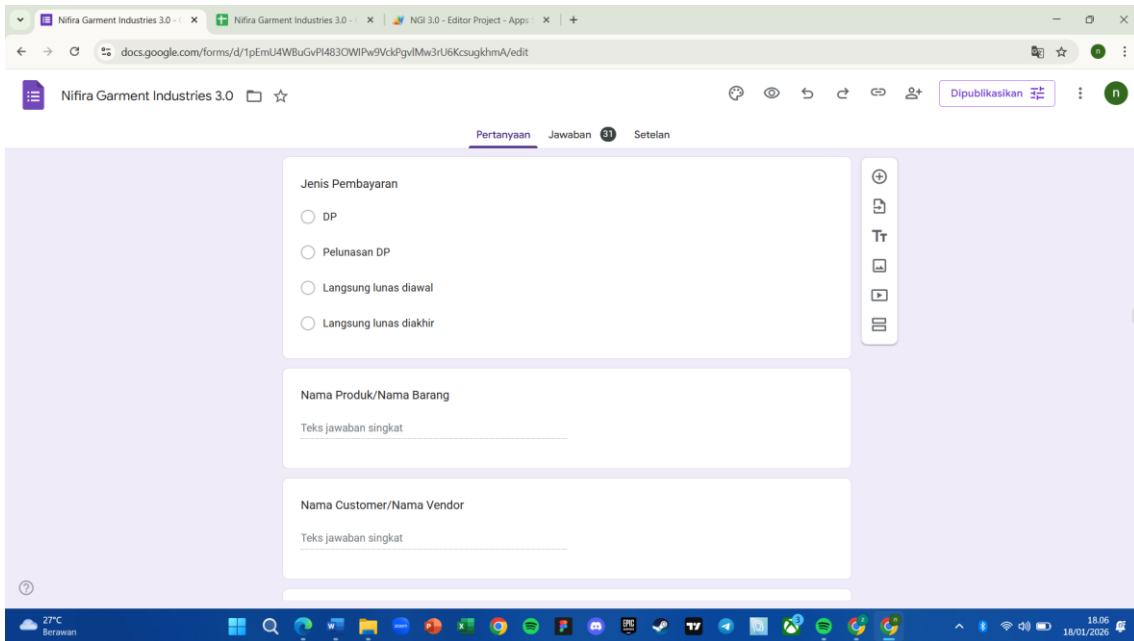 Nifira Garment Industries 3.0 - G
Nifira Garment Industries 3.0 - G
NGI 3.0 - Editor Project - Apps S
docs.google.com/forms/d/1pEmU4WBuGvPl483OWlPw9VckPgvlMw3rU6KcsugkhmA/edit
n
Nifira Garment Industries 3.0
Dipublikasikan
n
Pertanyaan
Jawaban 31
Setelan
Jenis Pembayaran
DP
Pelunasan DP
Langsung lunas diawal
Langsung lunas diakhir
Nama Produk/Nama Barang
Teks jawaban singkat
Nama Customer/Nama Vendor
Teks jawaban singkat
27°C
Berawan
18.06
18/01/2026